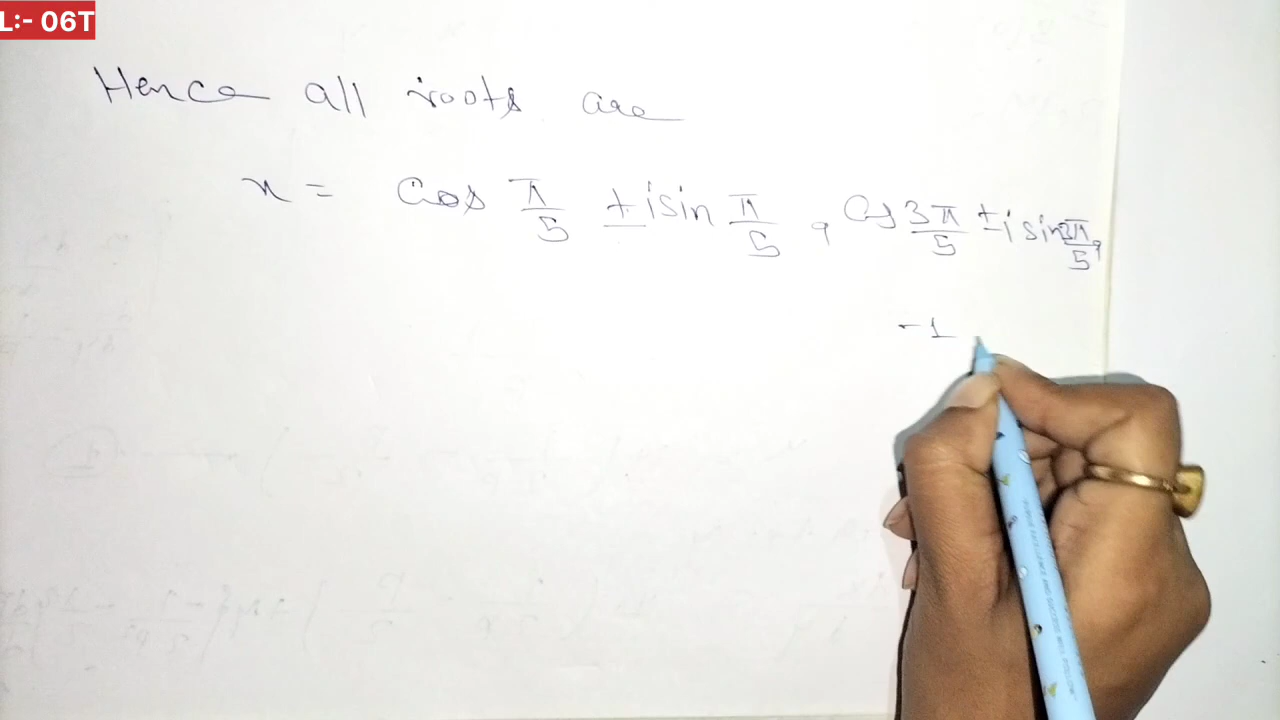 L:- 06T
Hence all roots are
x = Cos π/5 ± i sin π/5 , Cos 3π/5 ± i sin 3π/5,
-1